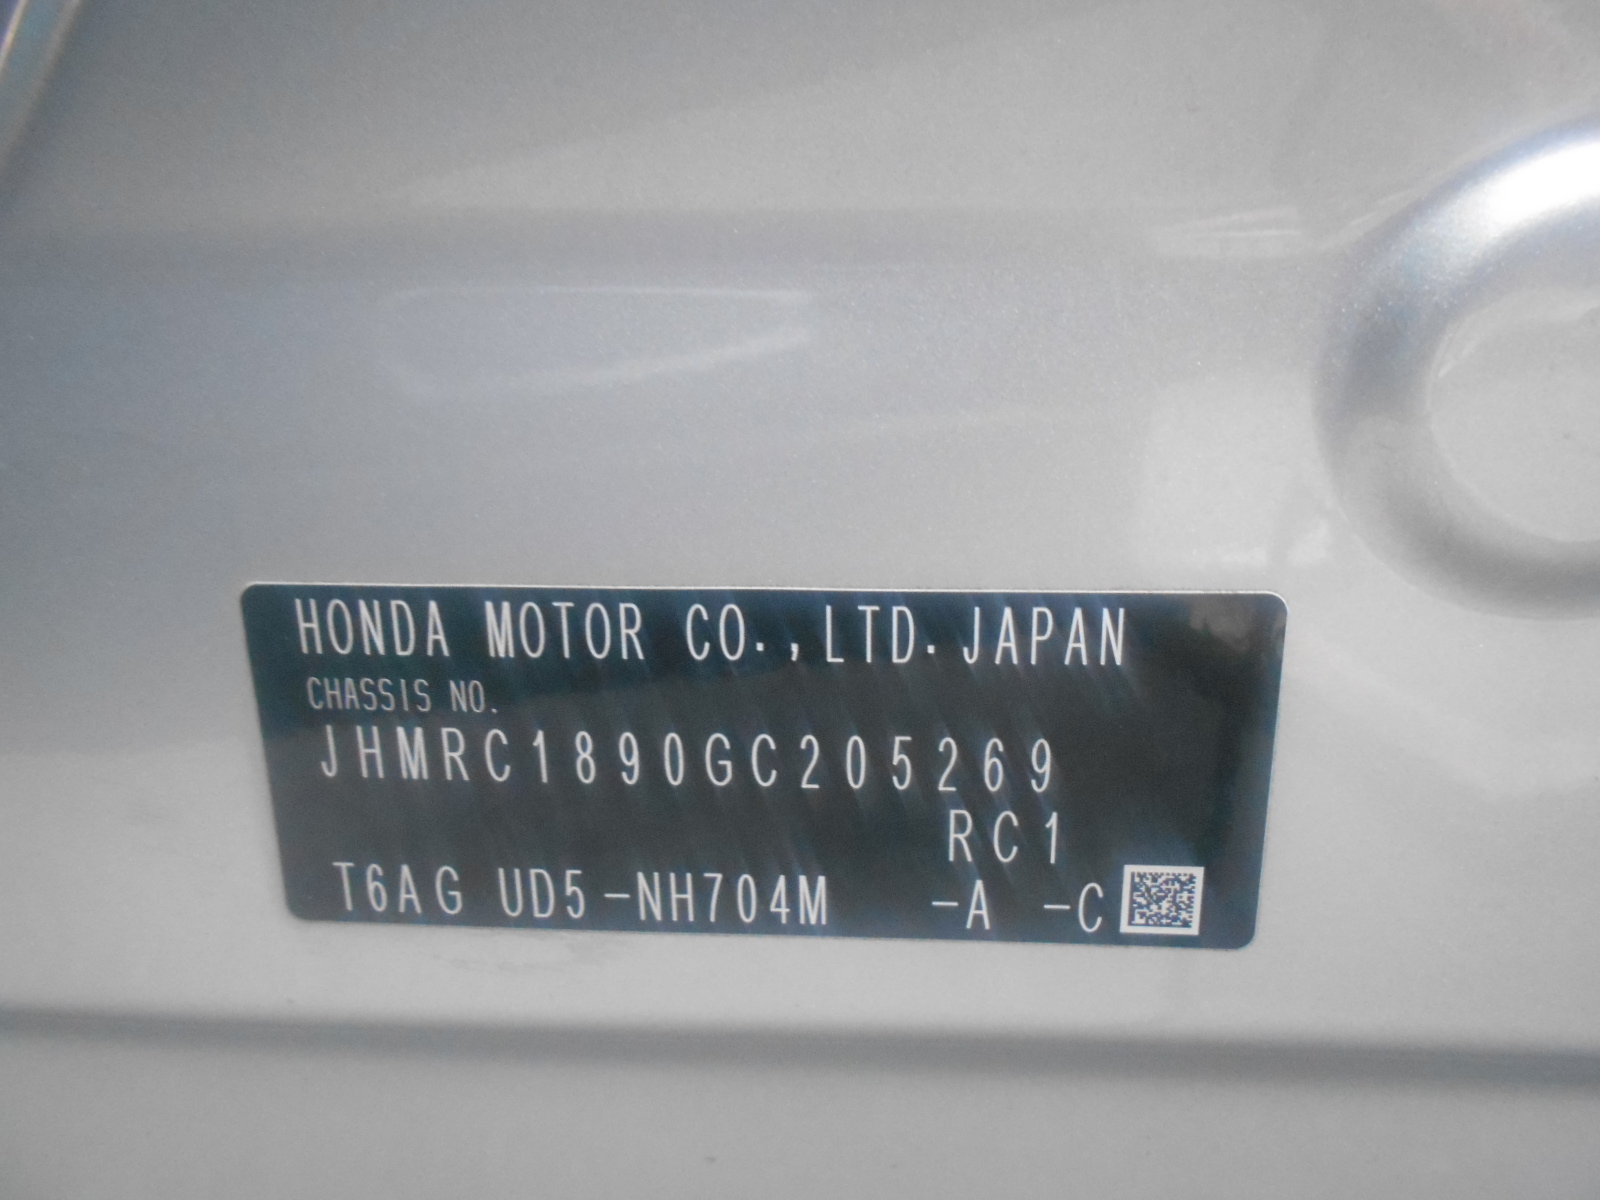 HONDA MOTOR CO.,LTD.JAPAN
CHASSIS NO.
JHMRC1890GC205269
RC1
T6AG UD5-NH704M -A -C